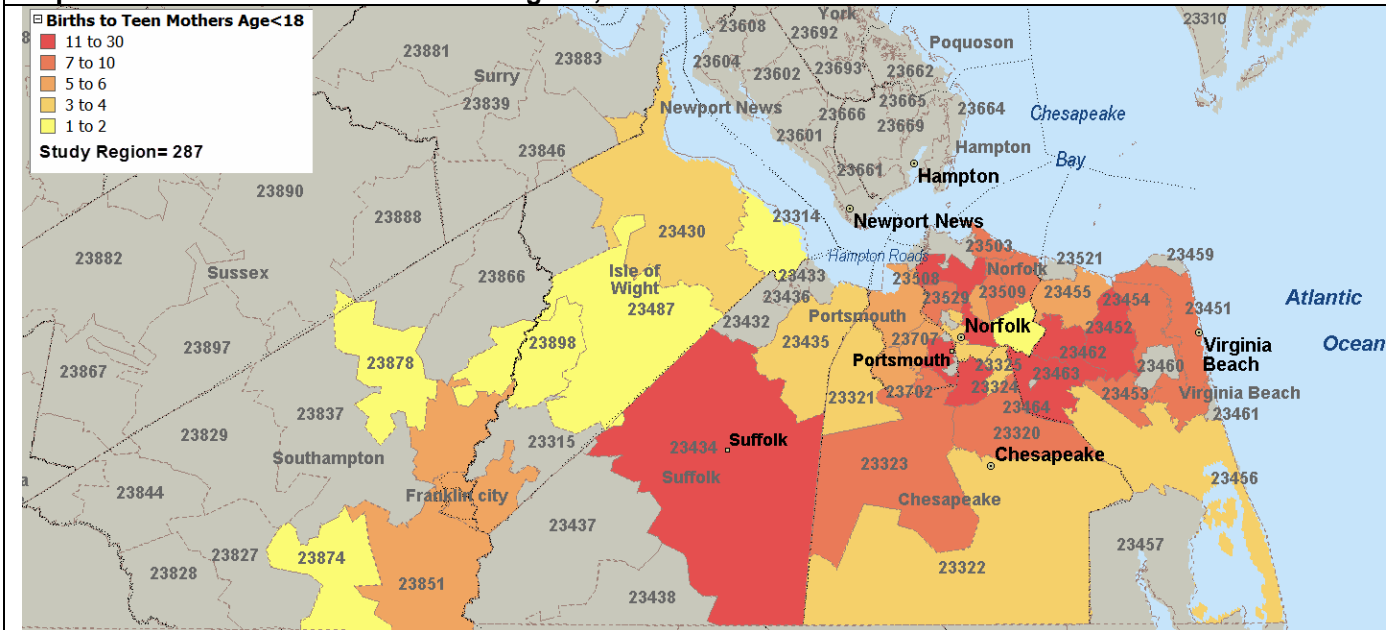 Births to Teen Mothers Age<18
11 to 30
7 to 10
5 to 6
3 to 4
1 to 2
Study Region= 287
23881
23883
Surry
23839
23846
23890
23888
23882
Sussex
23866
23897
23867
23878
23837
23829
Southampton
23844
23827
23828
23874
23851
Franklin city
23315
23437
23438
23898
Isle of
Wight
23487
23430
23314
23608
York
23692
Poquoson
23604
23602
23693
23662
Newport News
23665
23664
23666
23669
23601
23661
Hampton
Hampton
Newport News
Chesapeake
Bay
23310
Hampton Roads
23433
23436
23432
23435
Portsmouth
23503
Norfolk
23521
23459
23508
23529
23509
23455
23454
23451
23452
Norfolk
23707
Portsmouth
23462
23460
Virginia
Beach
23325
23463
23324
23702
23321
23464
23453
Virginia Beach
23461
23320
Chesapeake
23434
Suffolk
Suffolk
23323
Chesapeake
23456
23457
23322
Atlantic
Ocean